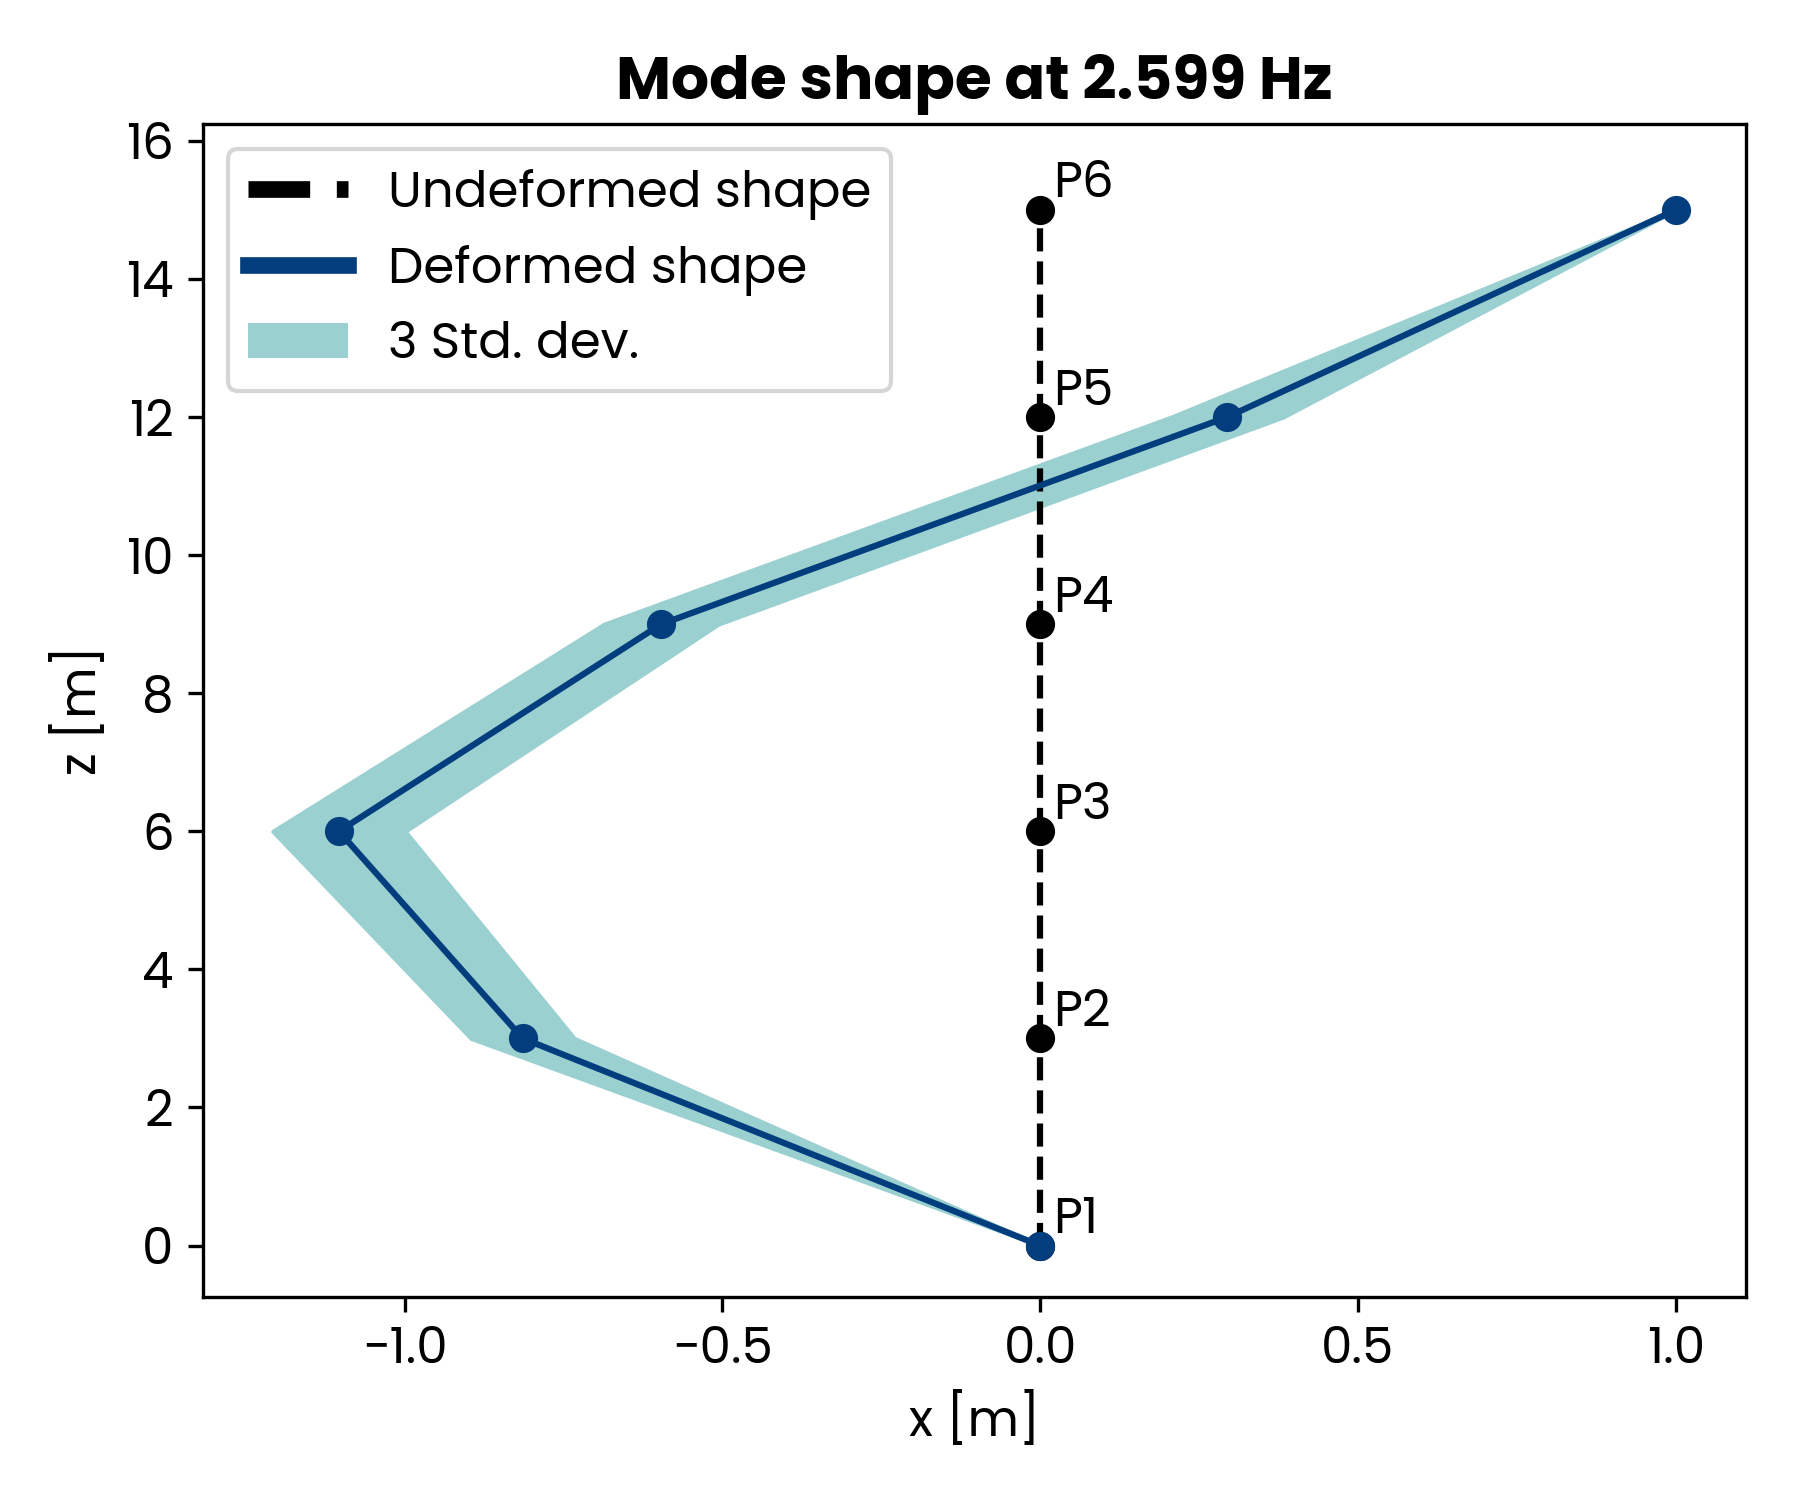 Mode shape at 2.599 Hz
16
14
12
10
8
6
4
2
0
z [m]
Undeformed shape
Deformed shape
3 Std. dev.
P6
P5
P4
P3
P2
P1
-1.0 -0.5 0.0 0.5 1.0
x [m]